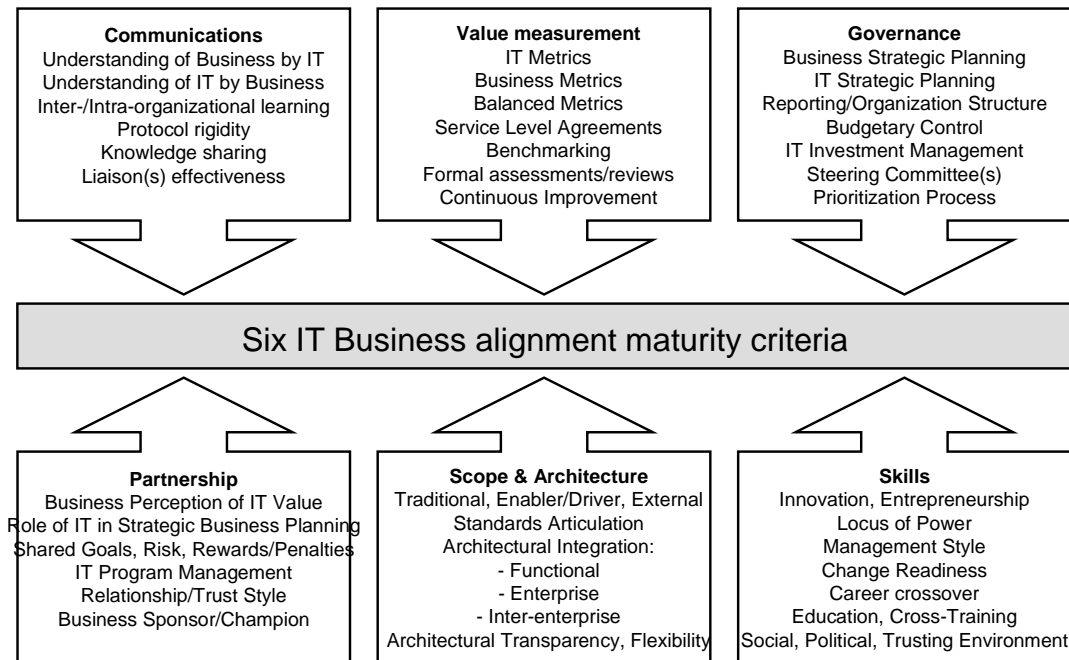 Communications
Understanding of Business by IT
Understanding of IT by Business
Inter-/Intra-organizational learning
Protocol rigidity
Knowledge sharing
Liaison(s) effectiveness
Value measurement
IT Metrics
Business Metrics
Balanced Metrics
Service Level Agreements
Benchmarking
Formal assessments/reviews
Continuous Improvement
Governance
Business Strategic Planning
IT Strategic Planning
Reporting/Organization Structure
Budgetary Control
IT Investment Management
Steering Committee(s)
Prioritization Process
Six IT Business alignment maturity criteria
Partnership
Business Perception of IT Value
Role of IT in Strategic Business Planning
Shared Goals, Risk, Rewards/Penalties
IT Program Management
Relationship/Trust Style
Business Sponsor/Champion
Scope & Architecture
Traditional, Enabler/Driver, External
Standards Articulation
Architectural Integration:
- Functional
- Enterprise
- Inter-enterprise
Architectural Transparency, Flexibility
Skills
Innovation, Entrepreneurship
Locus of Power
Management Style
Change Readiness
Career crossover
Education, Cross-Training
Social, Political, Trusting Environment